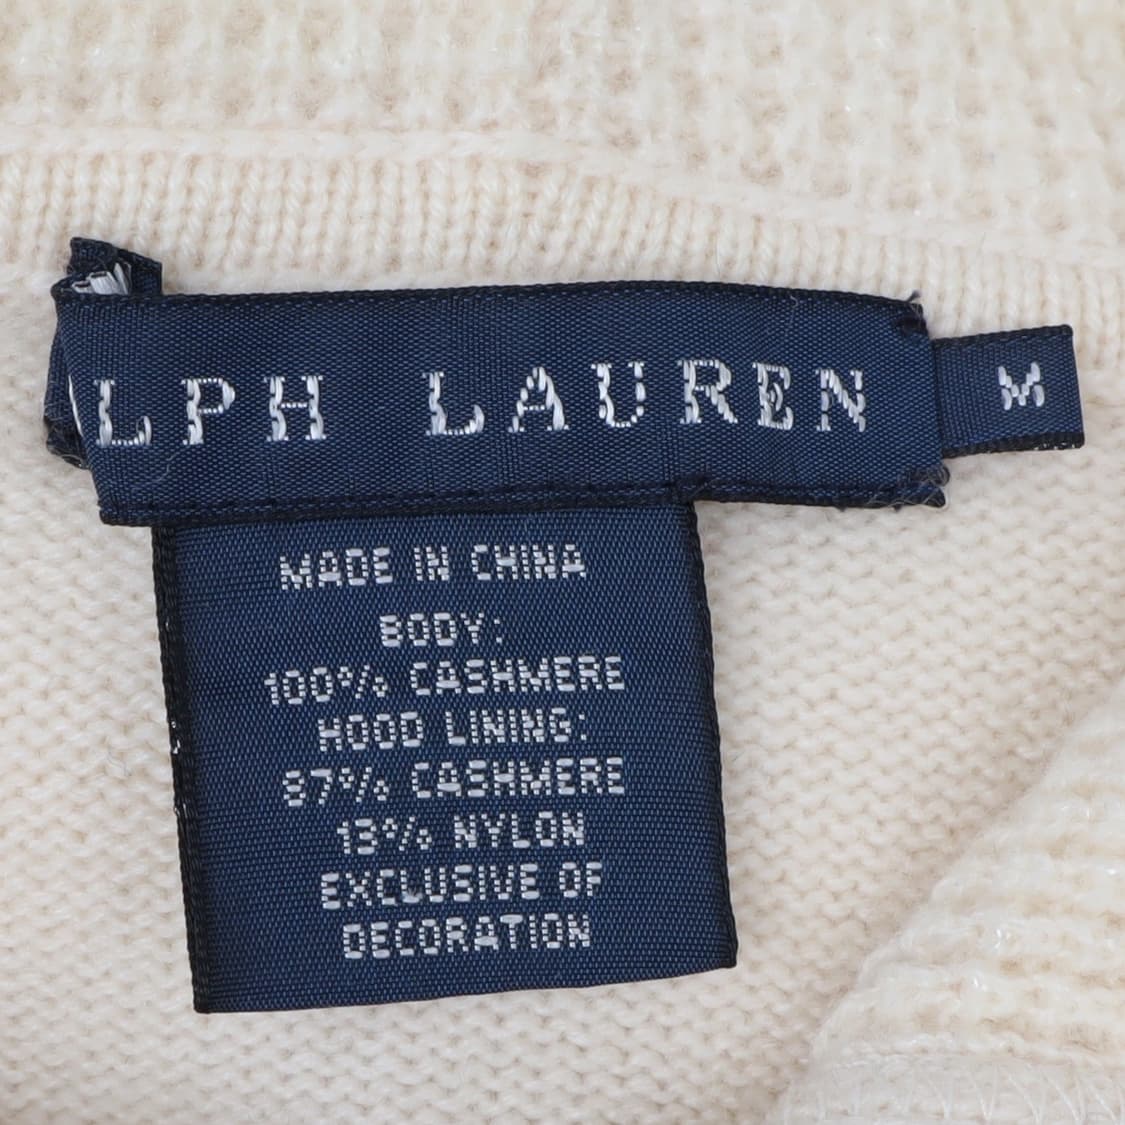 LPH LAUREN
M
MADE IN CHINA
BODY:
100% CASHMERE
HOOD LINING:
87% CASHMERE
13% NYLON
EXCLUSIVE OF
DECORATION